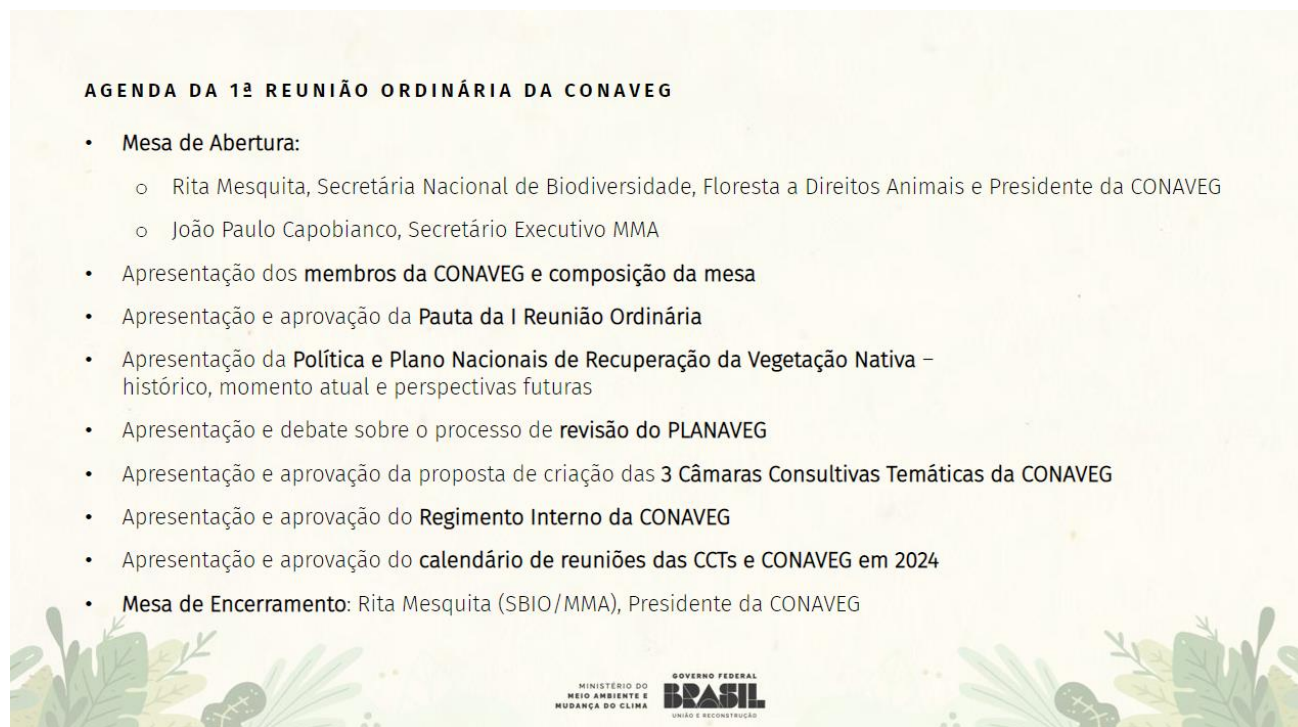 AGENDA DA 1ª REUNIÃO ORDINÁRIA DA CONAVEG
• Mesa de Abertura:
o Rita Mesquita, Secretária Nacional de Biodiversidade, Floresta a Direitos Animais e Presidente da CONAVEG
o João Paulo Capobianco, Secretário Executivo MMA
• Apresentação dos membros da CONAVEG e composição da mesa
• Apresentação e aprovação da Pauta da I Reunião Ordinária
• Apresentação da Política e Plano Nacionais de Recuperação da Vegetação Nativa –
histórico, momento atual e perspectivas futuras
• Apresentação e debate sobre o processo de revisão do PLANAVEG
• Apresentação e aprovação da proposta de criação das 3 Câmaras Consultivas Temáticas da CONAVEG
• Apresentação e aprovação do Regimento Interno da CONAVEG
• Apresentação e aprovação do calendário de reuniões das CCTs e CONAVEG em 2024
• Mesa de Encerramento: Rita Mesquita (SBIO/MMA), Presidente da CONAVEG
MINISTÉRIO DO
MEIO AMBIENTE E
MUDANÇA DO CLIMA
GOVERNO FEDERAL
BRASIL
UNIÃO E RECONSTRUÇÃO